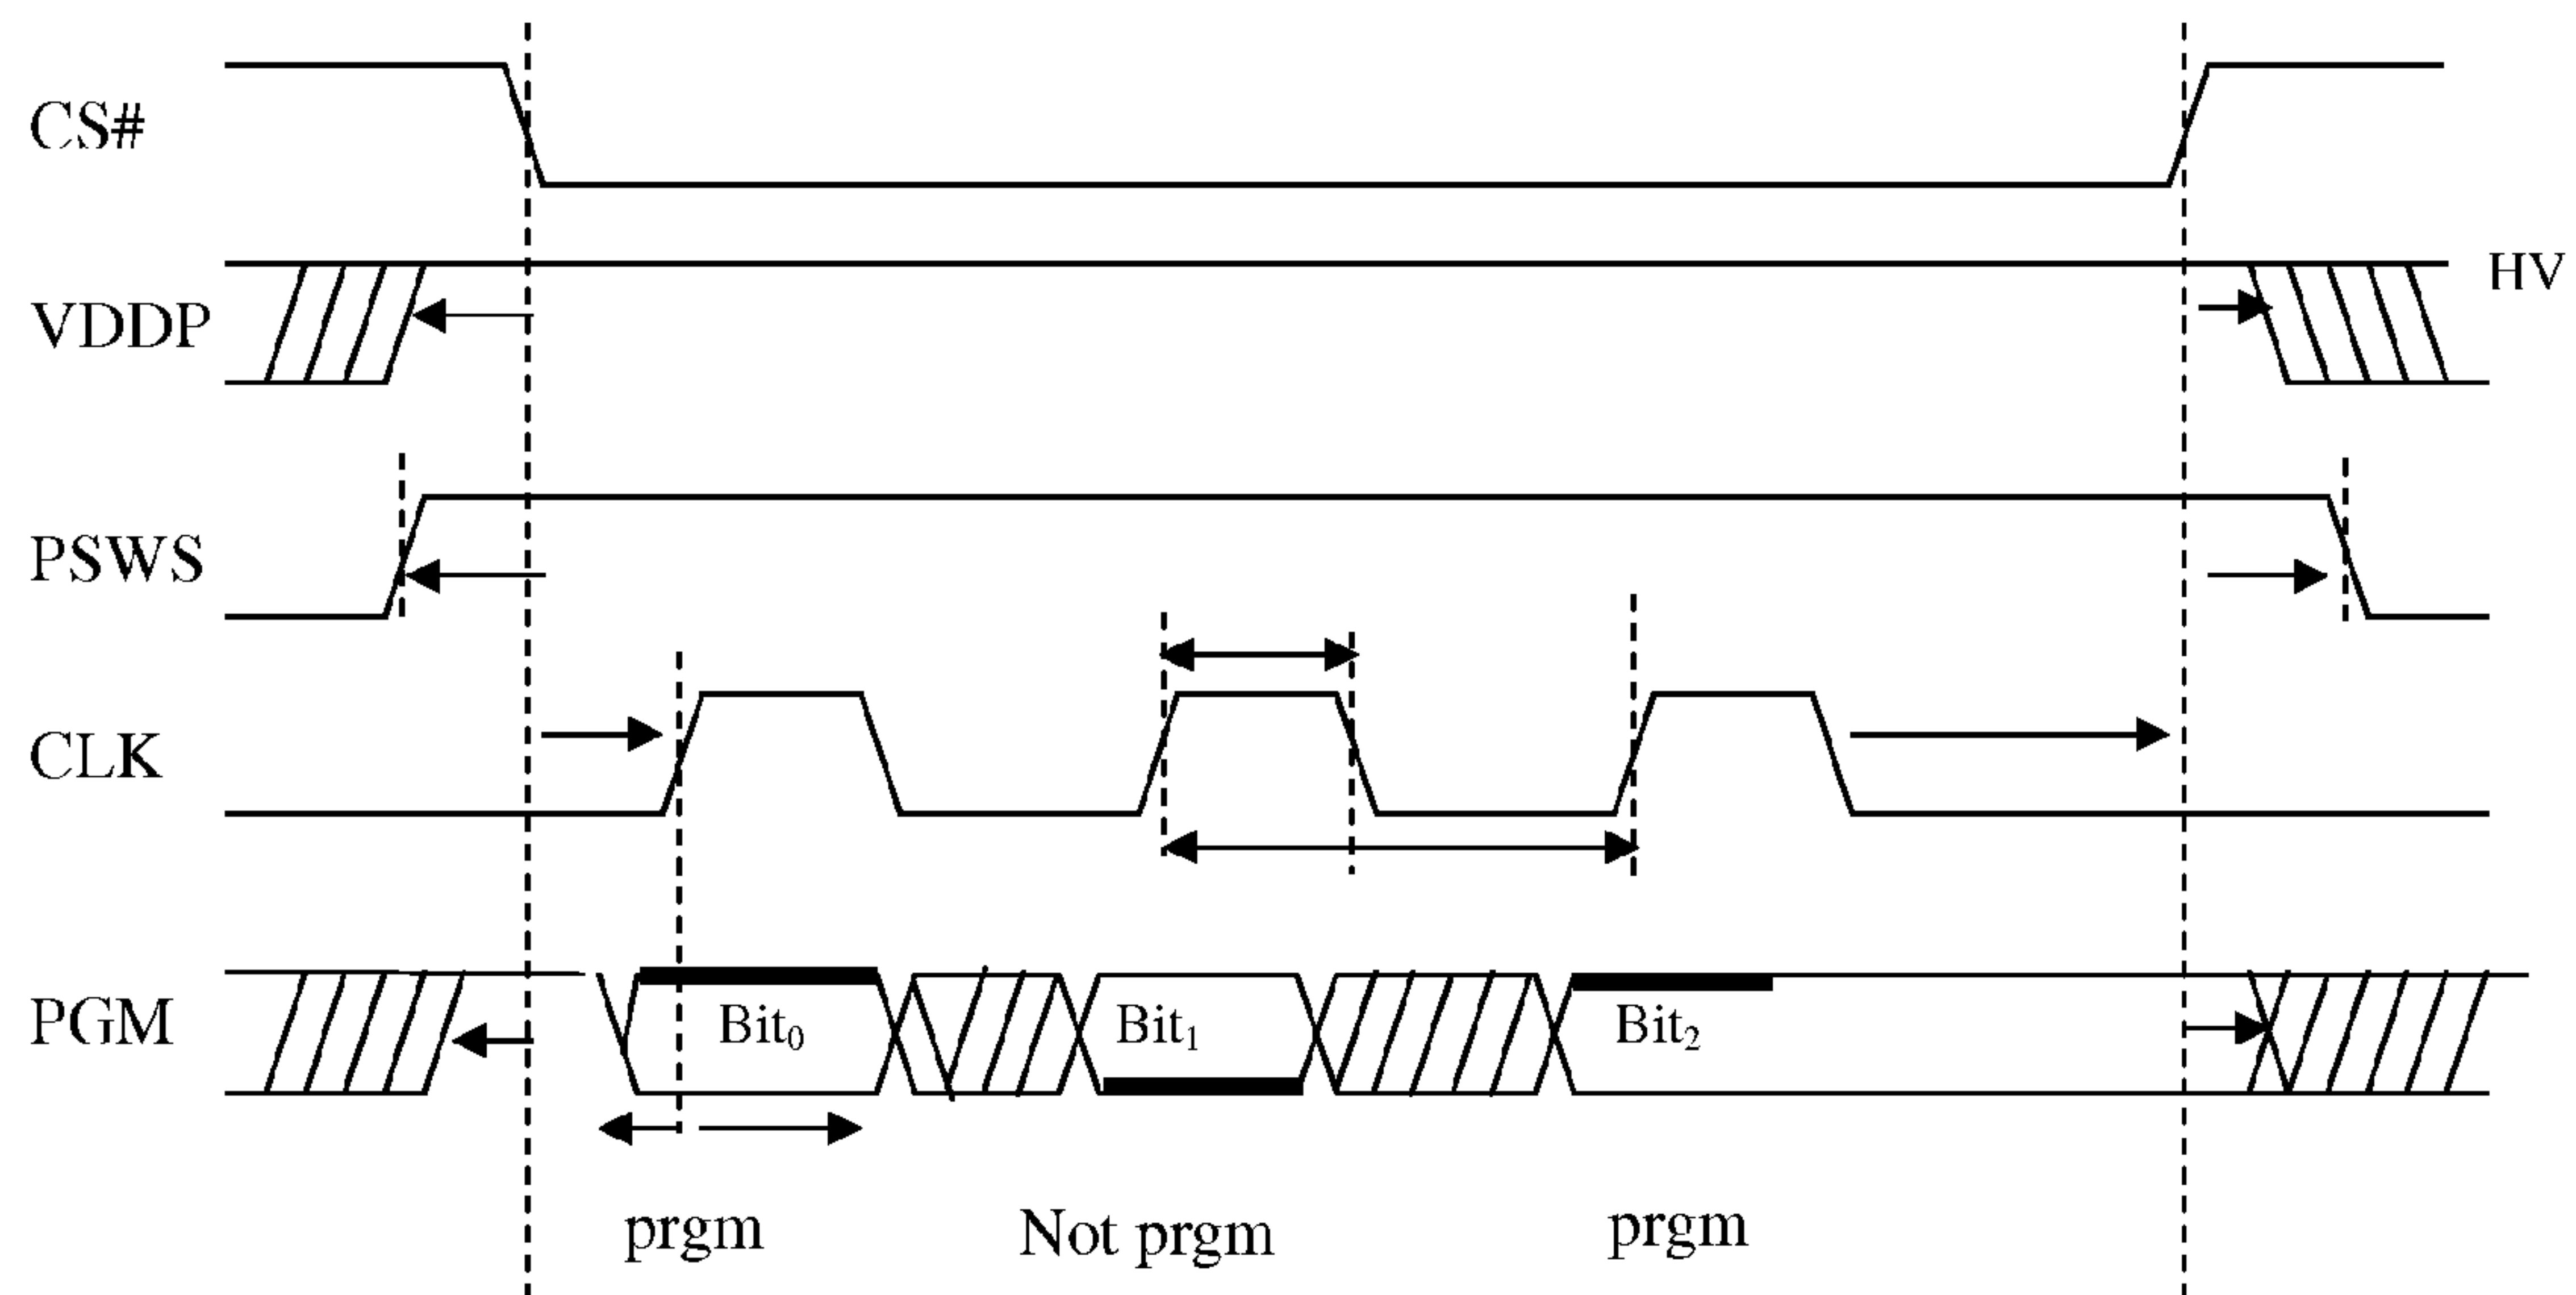 CS#
HV
VDDP
PSWS
CLK
PGM
Bit₀
Bit₁
Bit₂
prgm
Not prgm
prgm